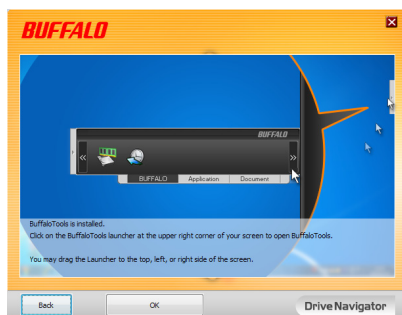 BUFFALO
BUFFALO
BUFFALO Application Document
BuffaloTools is installed.
Click on the BuffaloTools launcher at the upper right corner of your screen to open BuffaloTools.
You may drag the Launcher to the top, left, or right side of the screen.
Back OK DriveNavigator